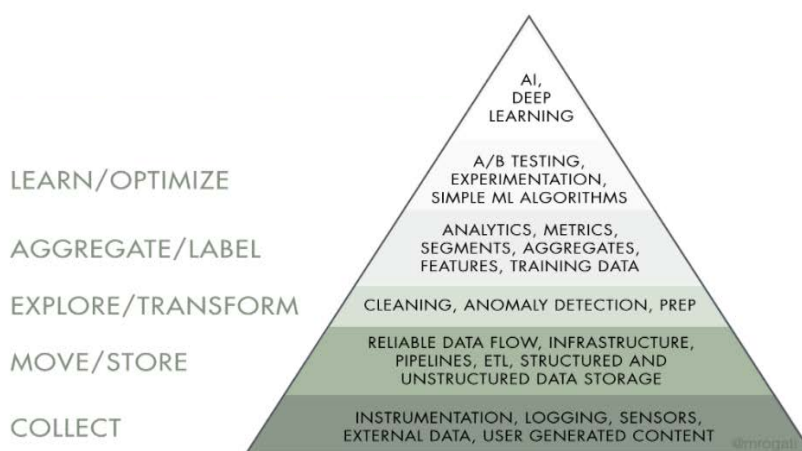 AI,
DEEP
LEARNING
LEARN/OPTIMIZE
A/B TESTING,
EXPERIMENTATION,
SIMPLE ML ALGORITHMS
AGGREGATE/LABEL
ANALYTICS, METRICS,
SEGMENTS, AGGREGATES,
FEATURES, TRAINING DATA
EXPLORE/TRANSFORM
CLEANING, ANOMALY DETECTION, PREP
MOVE/STORE
RELIABLE DATA FLOW, INFRASTRUCTURE,
PIPELINES, ETL, STRUCTURED AND
UNSTRUCTURED DATA STORAGE
COLLECT
INSTRUMENTATION, LOGGING, SENSORS,
EXTERNAL DATA, USER GENERATED CONTENT
@mrogati